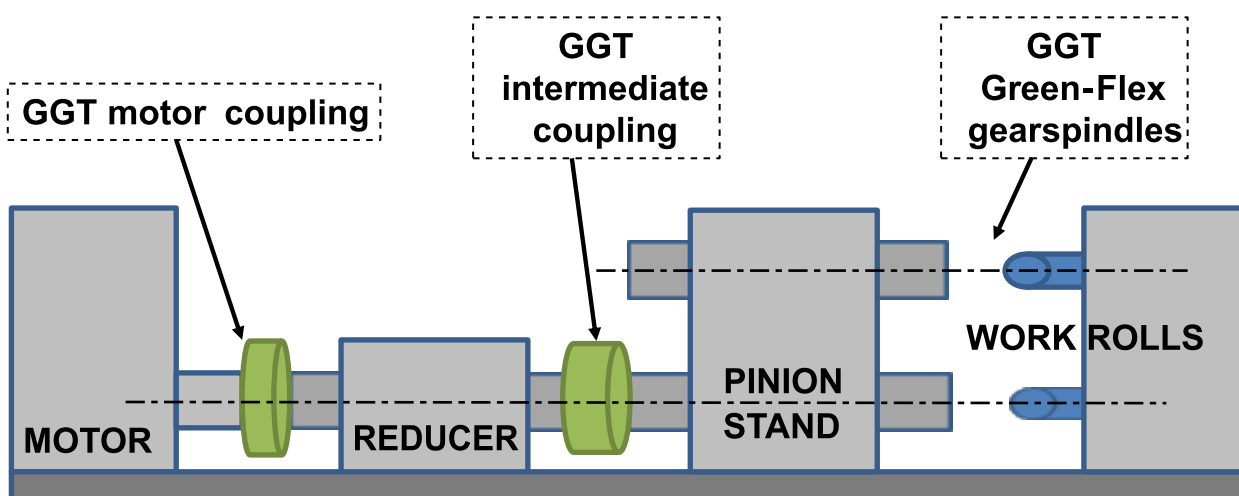 GGT motor coupling
GGT
intermediate
coupling
GGT
Green-Flex
gearspindles
MOTOR
REDUCER
PINION
STAND
WORK ROLLS